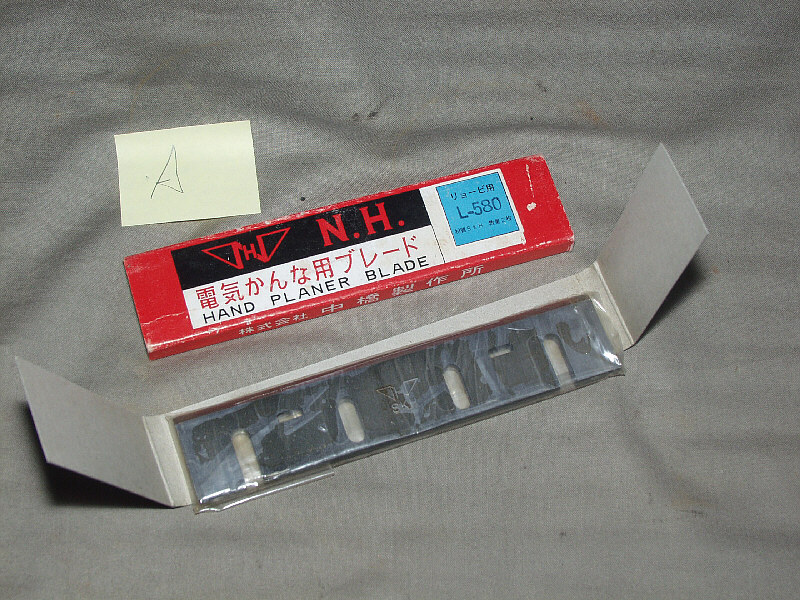 A
NH
N.H.
リョービ用
L-580
電気かんな用ブレード
HAND PLANER BLADE
株式会社 中橋製作所